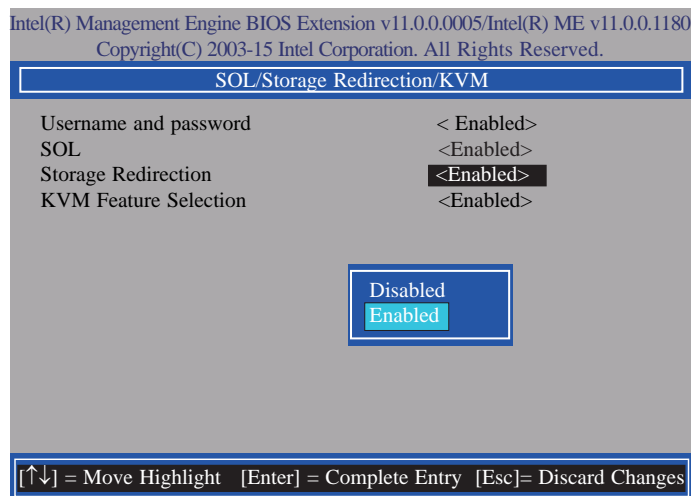 Intel(R) Management Engine BIOS Extension v11.0.0.0005/Intel(R) ME v11.0.0.1180
Copyright(C) 2003-15 Intel Corporation. All Rights Reserved.
SOL/Storage Redirection/KVM
Username and password < Enabled>
SOL <Enabled>
Storage Redirection <Enabled>
KVM Feature Selection <Enabled>
Disabled
Enabled
[↑↓] = Move Highlight [Enter] = Complete Entry [Esc]= Discard Changes